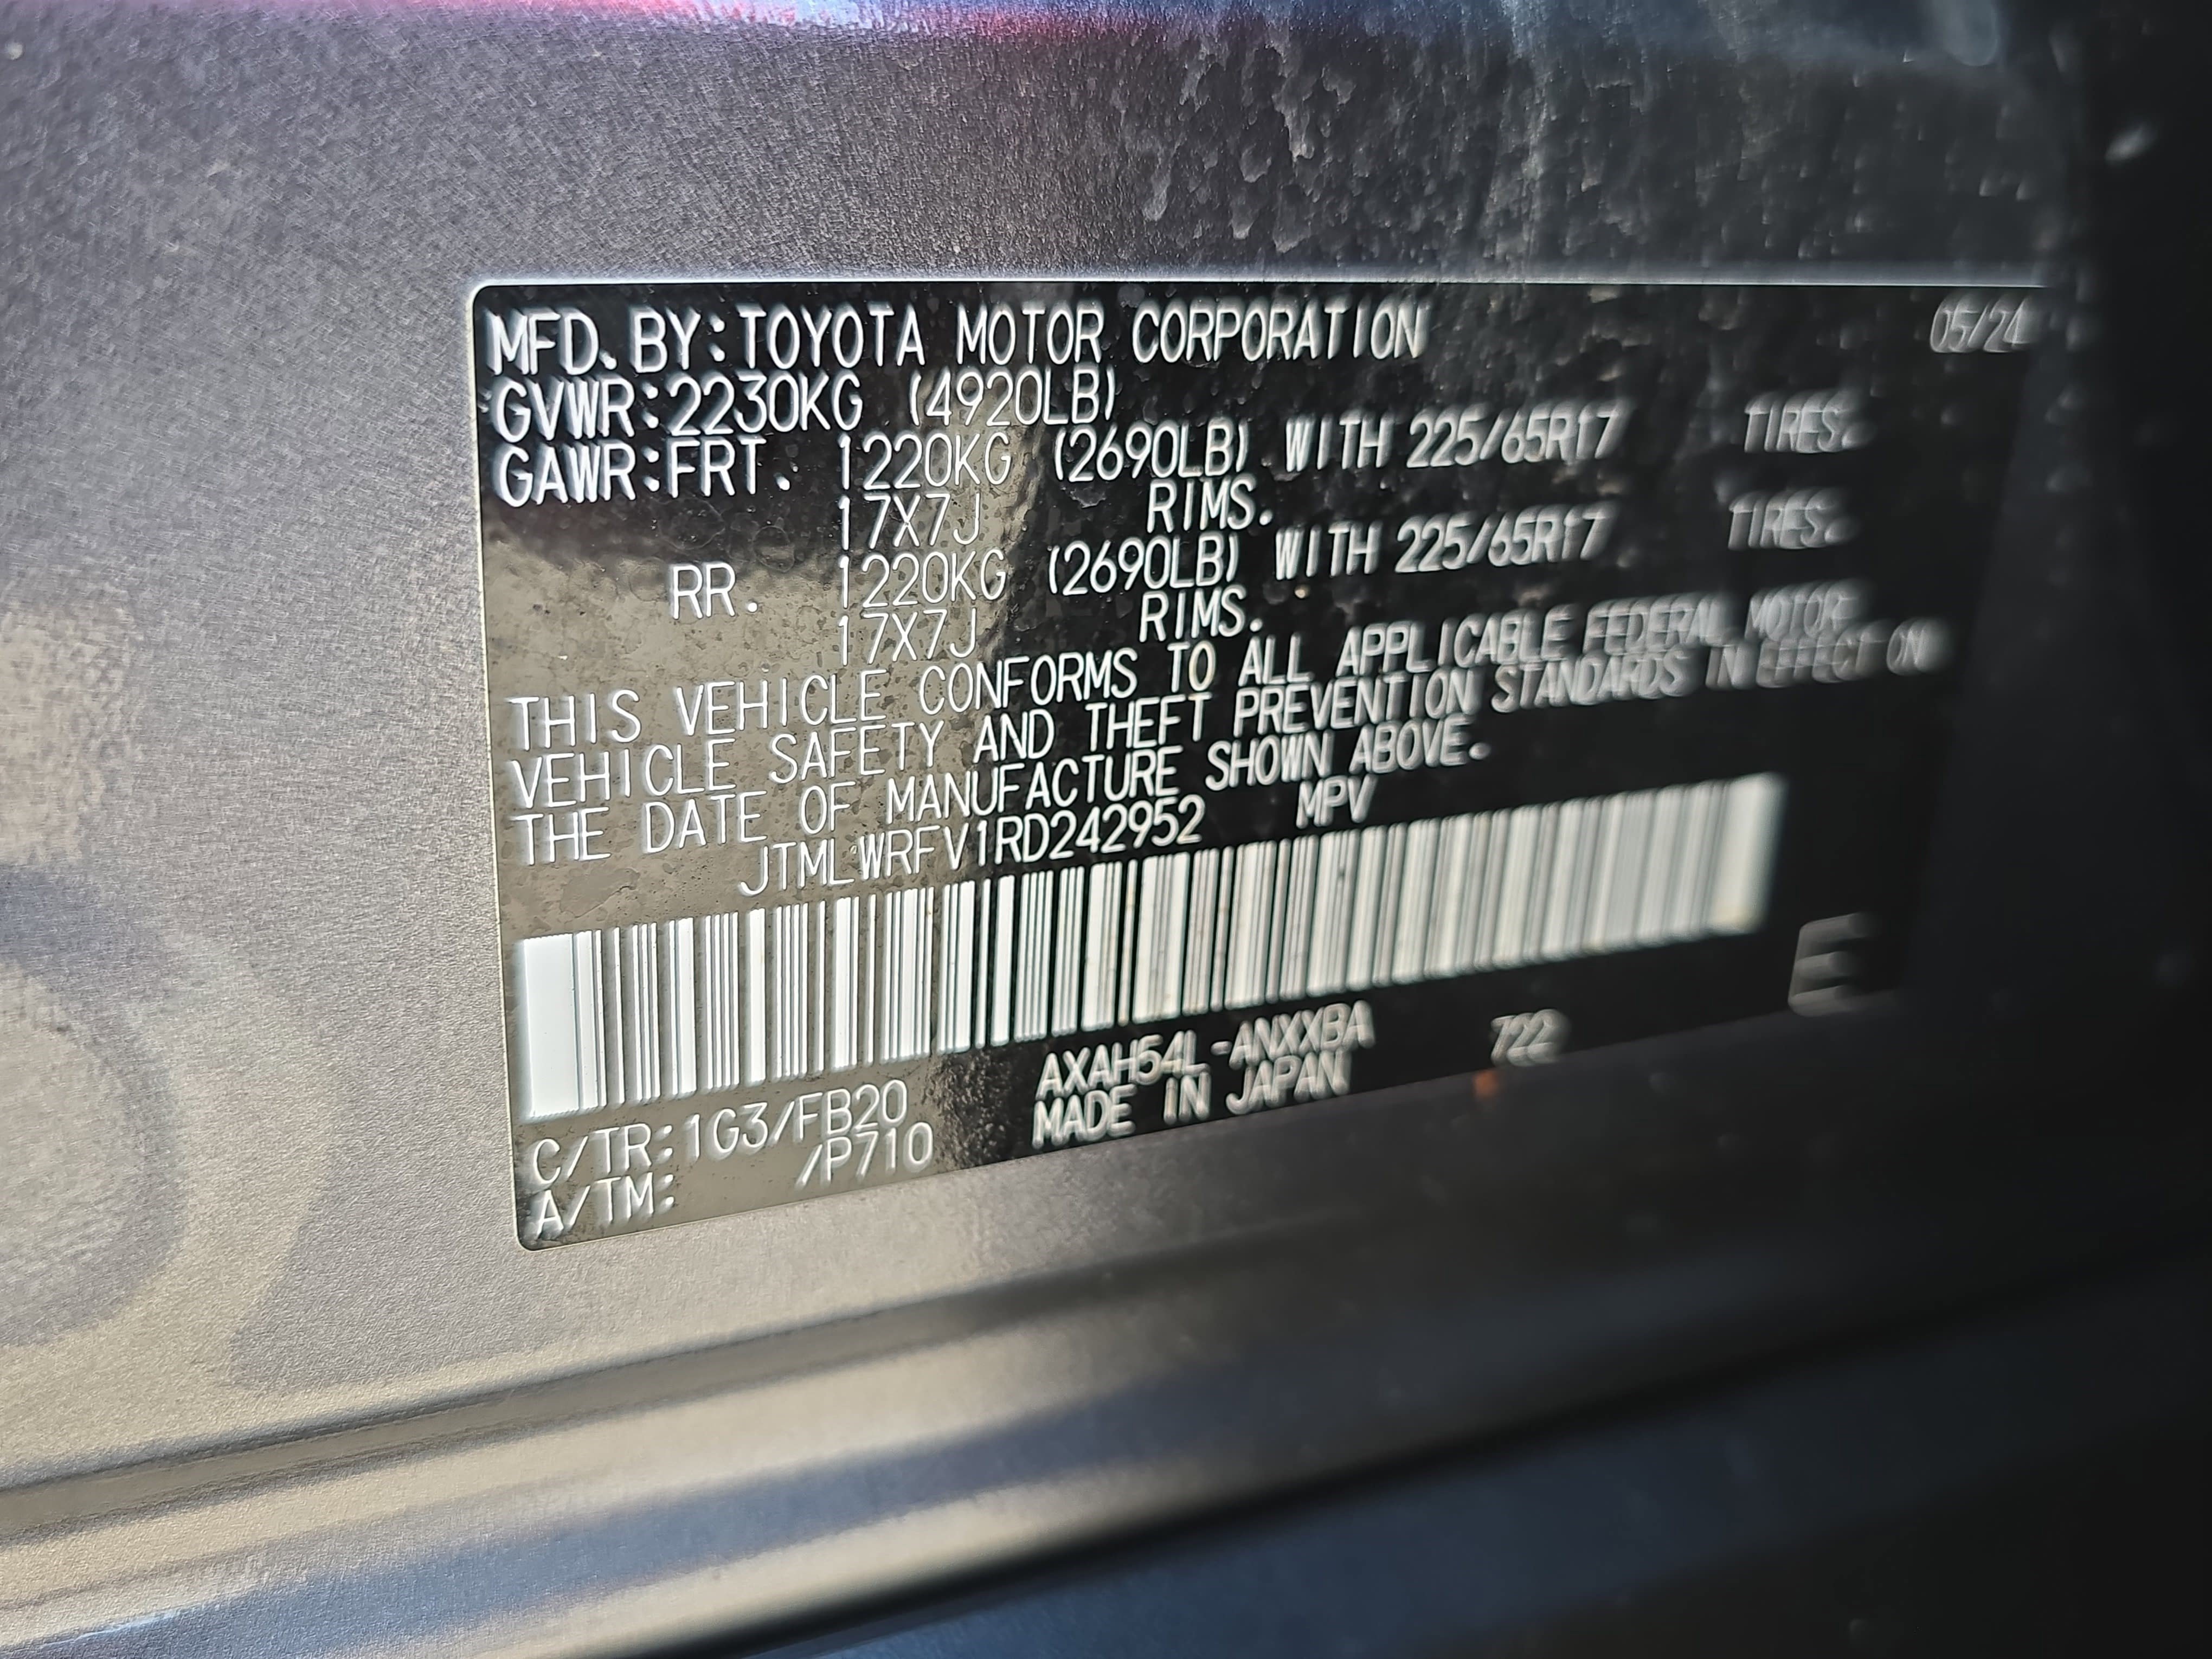 MFD.BY:TOYOTA MOTOR CORPORATION 05/24
GVWR:2230KG (4920LB)
GAWR:FRT. 1220KG (2690LB) WITH 225/65R17 TIRES.
17X7J RIMS.
RR. 1220KG (2690LB) WITH 225/65R17 TIRES.
17X7J RIMS.
THIS VEHICLE CONFORMS TO ALL APPLICABLE FEDERAL MOTOR
VEHICLE SAFETY AND THEFT PREVENTION STANDARDS IN EFFECT ON
THE DATE OF MANUFACTURE SHOWN ABOVE.
JTMLWRFV1RD242952 MPV
C/TR:1G3/FB20 AXAH54L-ANXXBA 722 E
A/TM: /P710 MADE IN JAPAN